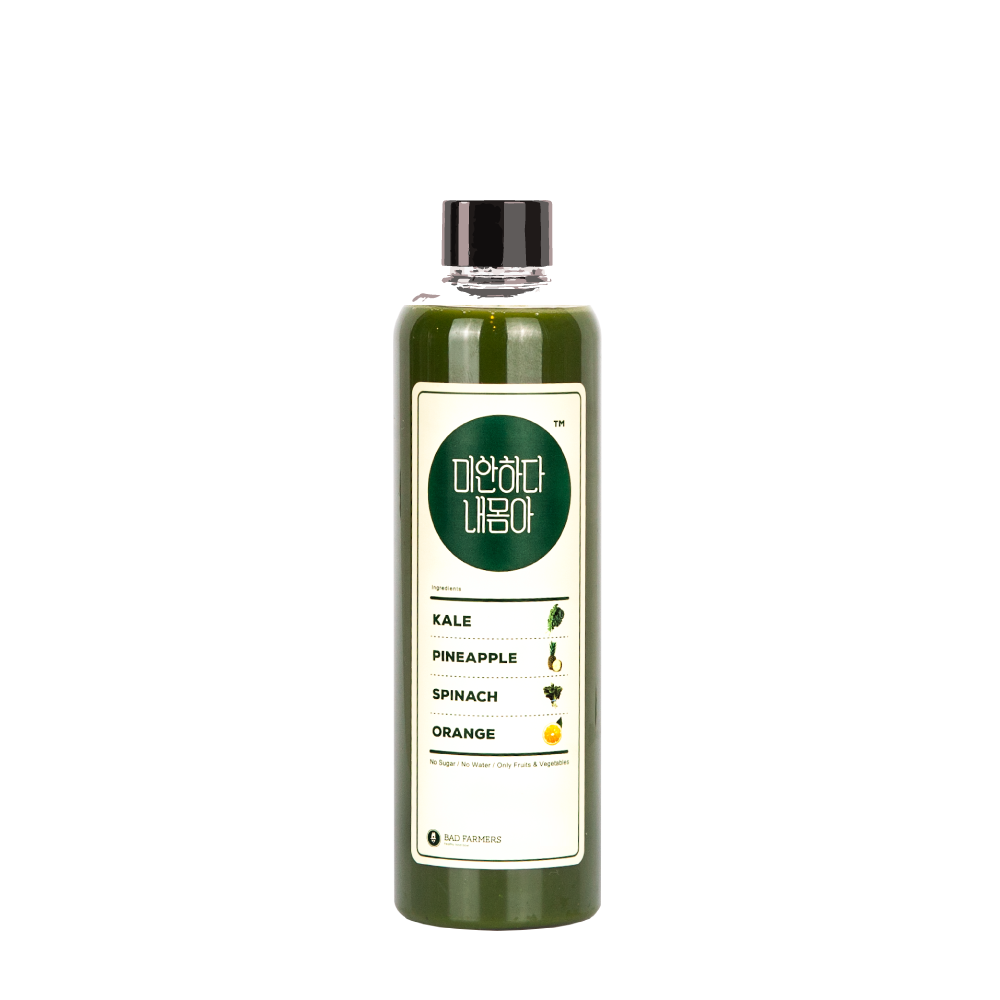 TM
미안하다
내몸아
Ingredients
KALE
PINEAPPLE
SPINACH
ORANGE
No Sugar / No Water / Only Fruits & Vegetables
BAD FARMERS